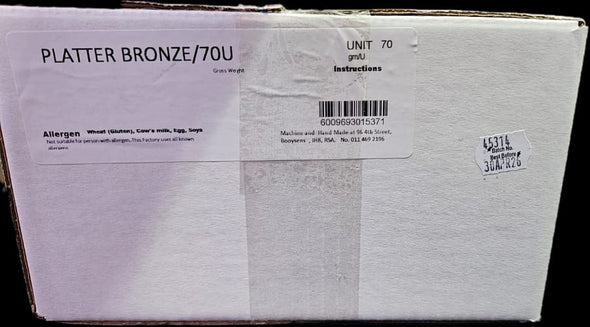 PLATTER BRONZE/70U
Gross Weight
UNIT 70
gm/U
Instructions
6009693015371
Allergen Wheat (Gluten), Cow's milk, Egg, Soya
Not suitable for person with allergen. This Factory uses all known
allergens
Machine and Hand Made at 96 4th Street,
Booysens , JHB, RSA, No. 011 469 2196
45314
Batch No.
Best Before
30APR26